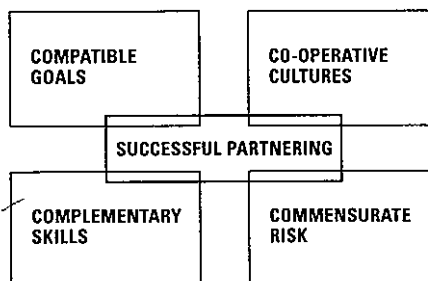 COMPATIBLE
GOALS
CO-OPERATIVE
CULTURES
SUCCESSFUL PARTNERING
COMPLEMENTARY
SKILLS
COMMENSURATE
RISK